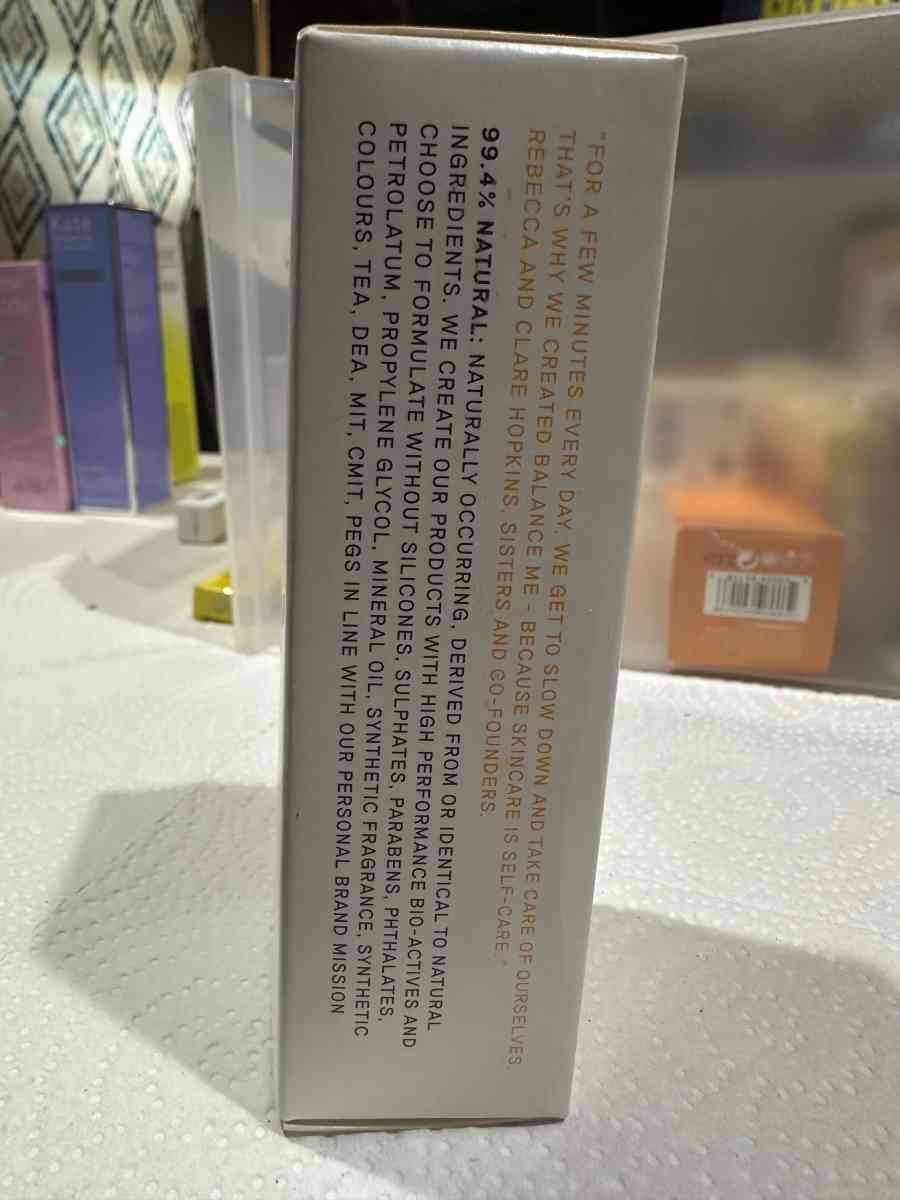 "FOR A FEW MINUTES EVERY DAY, WE GET TO SLOW DOWN AND TAKE CARE OF OURSELVES.
THAT'S WHY WE CREATED BALANCE ME - BECAUSE SKINCARE IS SELF-CARE."
REBECCA AND CLARE HOPKINS, SISTERS AND CO-FOUNDERS.
99.4% NATURAL: NATURALLY OCCURRING, DERIVED FROM OR IDENTICAL TO NATURAL
INGREDIENTS. WE CREATE OUR PRODUCTS WITH HIGH PERFORMANCE BIO-ACTIVES AND
CHOOSE TO FORMULATE WITHOUT SILICONES, SULPHATES, PARABENS, PHTHALATES,
PETROLATUM, PROPYLENE GLYCOL, MINERAL OIL, SYNTHETIC FRAGRANCE, SYNTHETIC
COLOURS, TEA, DEA, MIT, CMIT, PEGS IN LINE WITH OUR PERSONAL BRAND MISSION
Kate